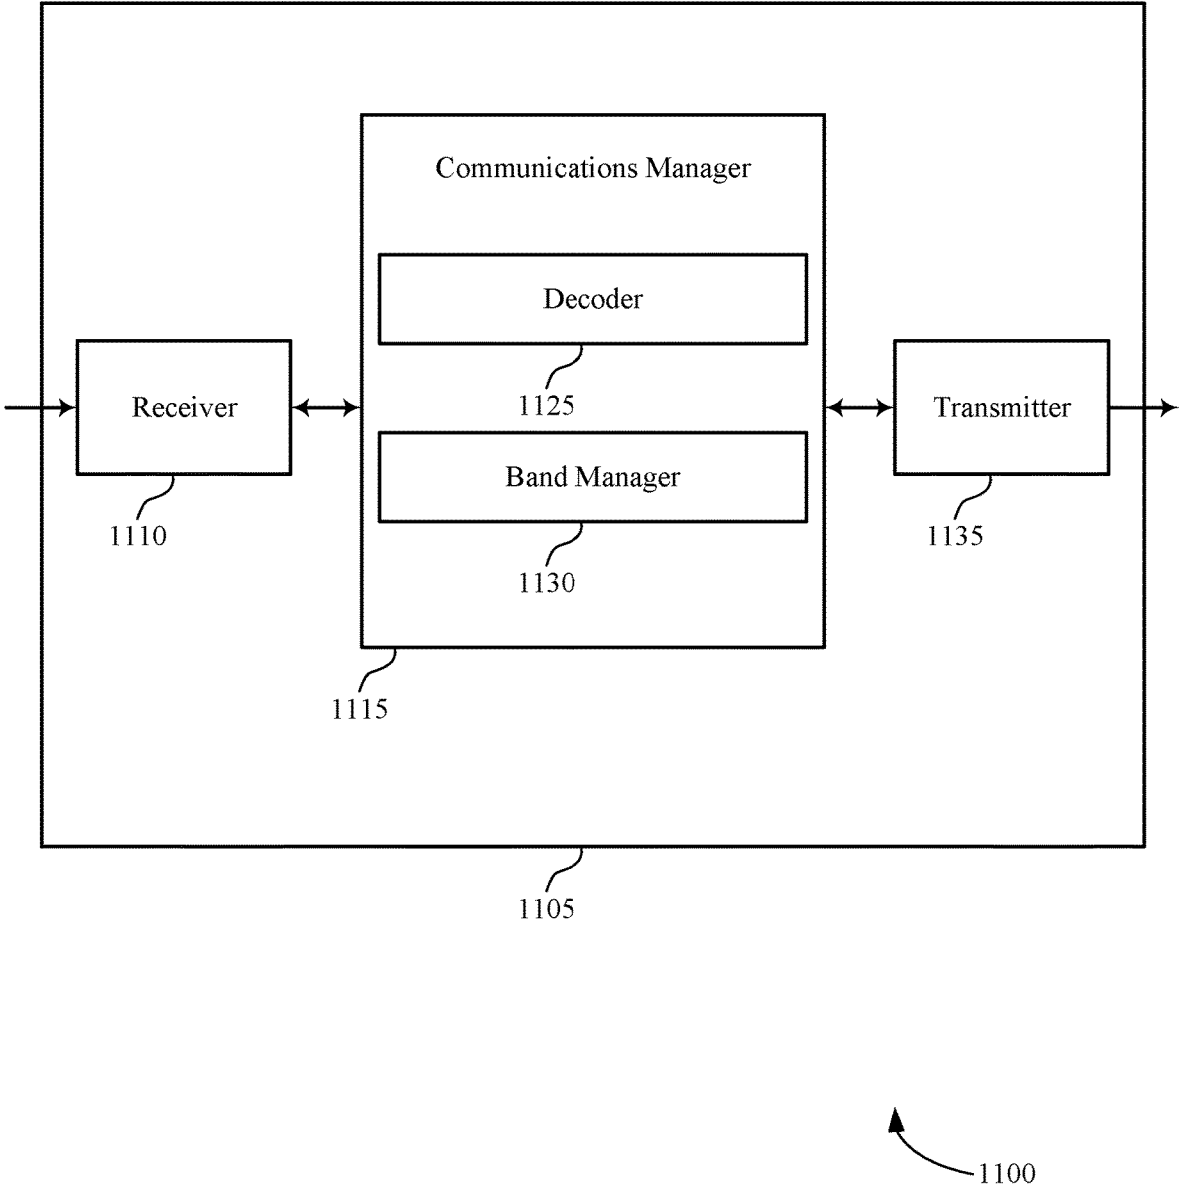 Communications Manager
Decoder
1125
Receiver
1110
Band Manager
1130
Transmitter
1135
1115
1105
1100